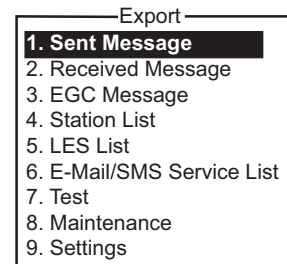 Export
1. Sent Message
2. Received Message
3. EGC Message
4. Station List
5. LES List
6. E-Mail/SMS Service List
7. Test
8. Maintenance
9. Settings